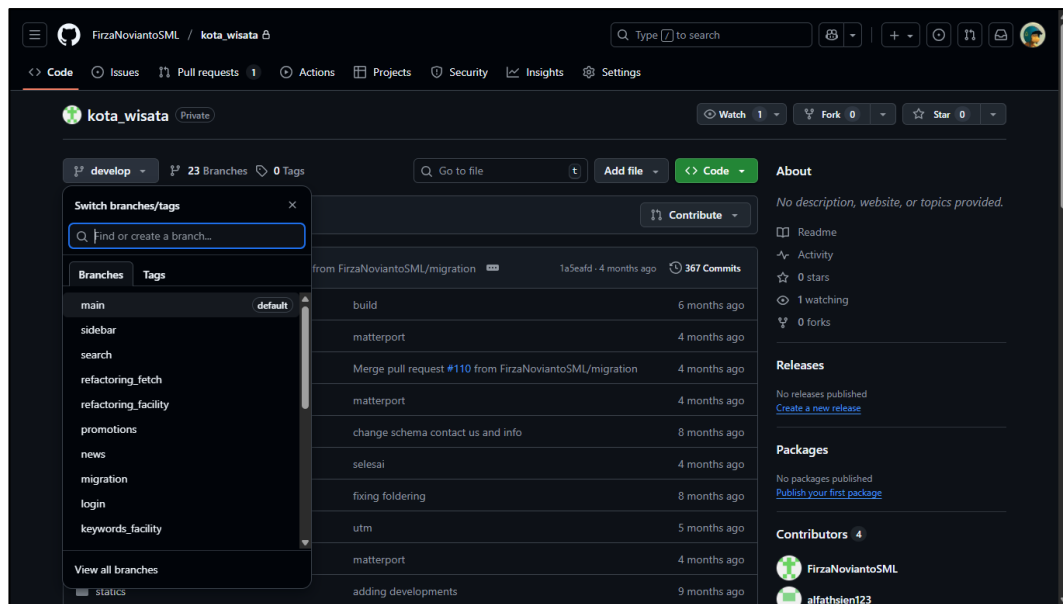 FirzaNoviantoSML / kota_wisata
Type / to search
Code Issues Pull requests 1 Actions Projects Security Insights Settings
kota_wisata Private
Watch 1 Fork 0 Star 0
develop 23 Branches 0 Tags
Go to file t
Add file
Code
Switch branches/tags
Find or create a branch...
Branches Tags
main default
sidebar
search
refactoring_fetch
refactoring_facility
promotions
news
migration
login
keywords_facility
View all branches
Contribute
from FirzaNoviantoSML/migration 1a5eafd · 4 months ago 367 Commits
build 6 months ago
matterport 4 months ago
Merge pull request #110 from FirzaNoviantoSML/migration 4 months ago
matterport 4 months ago
change schema contact us and info 8 months ago
selesai 4 months ago
fixing foldering 8 months ago
utm 5 months ago
matterport 4 months ago
statics adding developments 9 months ago
About
No description, website, or topics provided.
Readme
Activity
0 stars
1 watching
0 forks
Releases
No releases published
Create a new release
Packages
No packages published
Publish your first package
Contributors 4
FirzaNoviantoSML
alfathsien123